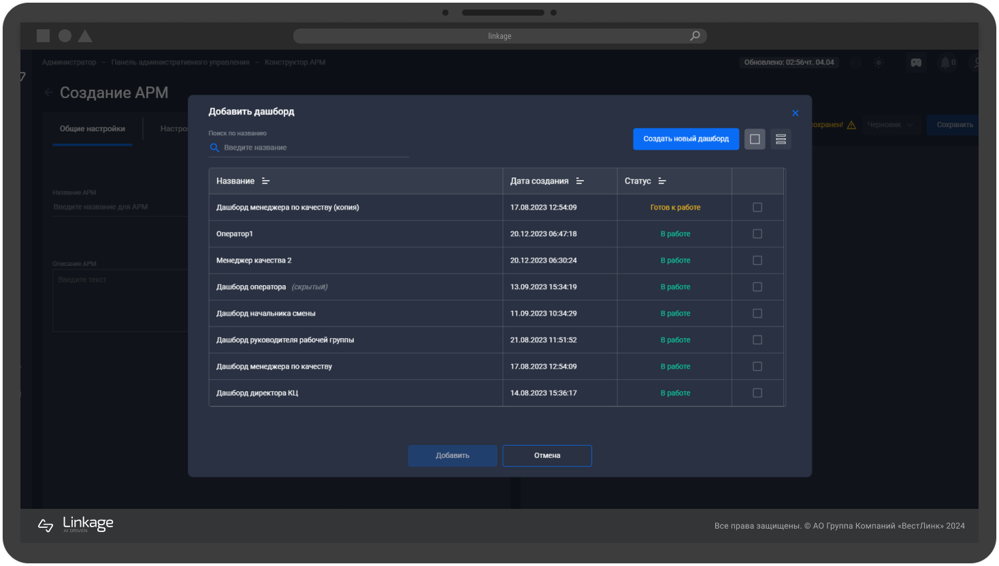 linkage
Администратор – Панель административного управления – Конструктор АРМ
Обновлено: 02:56чт. 04.04
0
Создание АРМ
Общие настройки
Добавить дашборд
Черновик
Сохранить
Поиск по названию
Введите название
Создать новый дашборд
Название АРМ
Введите название для АРМ
Описание АРМ
Введите текст
Название Дата создания Статус
Дашборд менеджера по качеству (копия) 17.08.2023 12:54:09 Готов к работе
Оператор1 20.12.2023 06:47:18 В работе
Менеджер качества 2 20.12.2023 06:30:24 В работе
Дашборд оператора (скрытый) 13.09.2023 15:34:19 В работе
Дашборд начальника смены 11.09.2023 10:34:29 В работе
Дашборд руководителя рабочей группы 21.08.2023 11:51:52 В работе
Дашборд менеджера по качеству 17.08.2023 12:54:09 В работе
Дашборд директора КЦ 14.08.2023 15:36:17 В работе
Добавить
Отмена
Linkage
AI DRIVEN
Все права защищены. © АО Группа Компаний «ВестЛинк» 2024